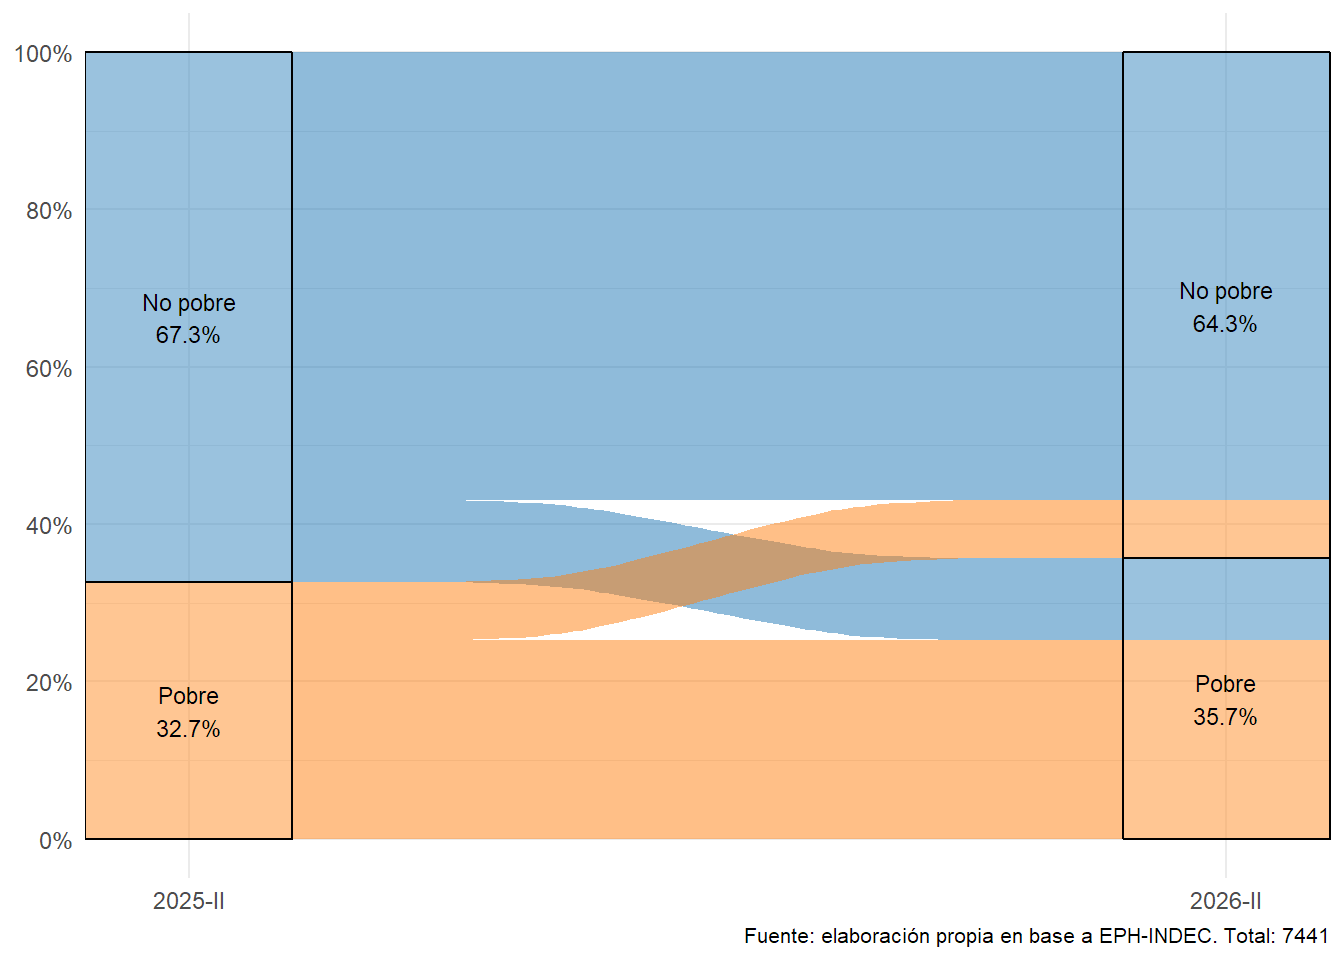 100%
80%
60%
40%
20%
0%
No pobre
67.3%
Pobre
32.7%
No pobre
64.3%
Pobre
35.7%
2025-II
2026-II
Fuente: elaboración propia en base a EPH-INDEC. Total: 7441